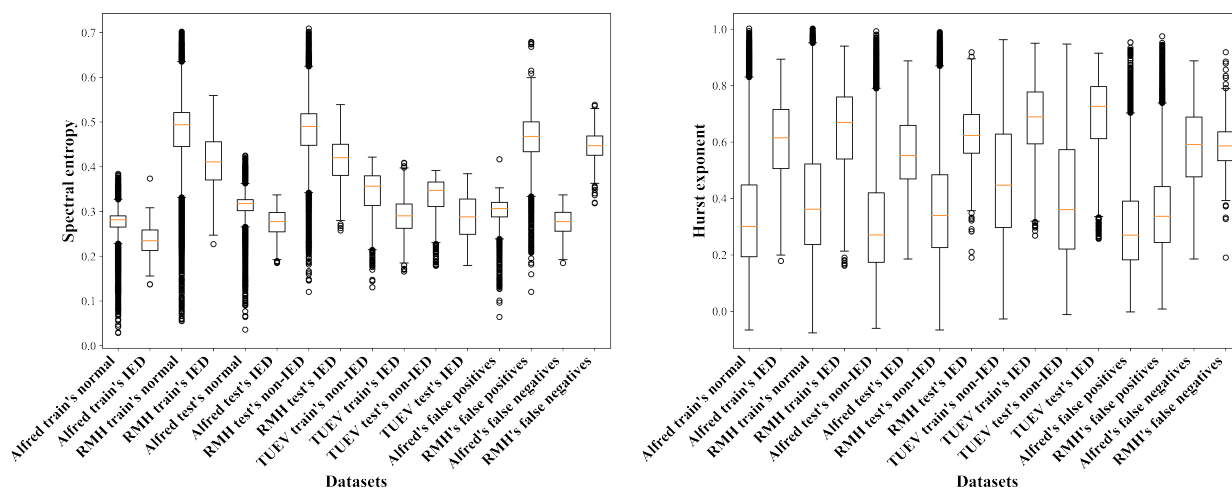 0.7
0.6
0.5
0.4
0.3
0.2
0.1
0.0
Spectral entropy
Alfred train's normal
Alfred train's IED
RMH train's normal
RMH train's IED
Alfred test's normal
Alfred test's IED
RMH test's non-IED
RMH test's IED
TUEV train's non-IED
TUEV train's IED
TUEV test's non-IED
TUEV test's IED
Alfred's false positives
RMH's false positives
Alfred's false negatives
RMH's false negatives
Datasets
1.0
0.8
0.6
0.4
0.2
0.0
Hurst exponent
Alfred train's normal
Alfred train's IED
RMH train's normal
RMH train's IED
Alfred test's non-IED
Alfred test's IED
RMH test's non-IED
RMH test's IED
TUEV train's non-IED
TUEV train's IED
TUEV test's non-IED
TUEV test's IED
Alfred's false positives
RMH's false positives
Alfred's false negatives
RMH's false negatives
Datasets